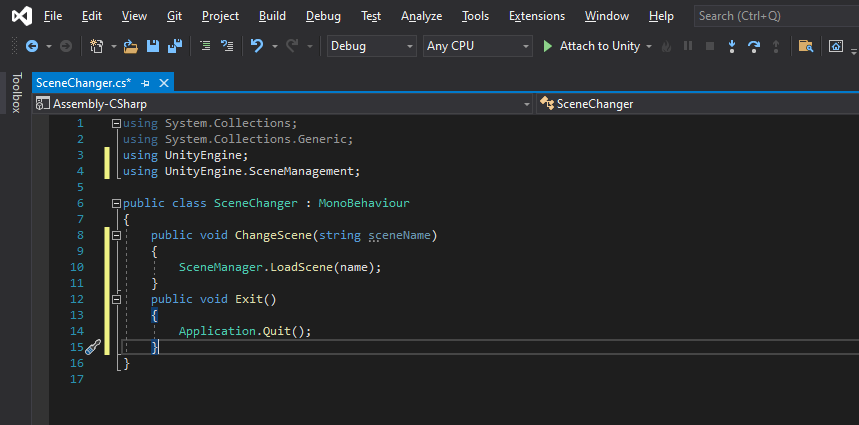 File Edit View Git Project Build Debug Test Analyze Tools Extensions Window Help Search (Ctrl+Q)
Debug Any CPU Attach to Unity
Toolbox
SceneChanger.cs*
Assembly-CSharp SceneChanger
1 using System.Collections;
2 using System.Collections.Generic;
3 using UnityEngine;
4 using UnityEngine.SceneManagement;
5
6 public class SceneChanger : MonoBehaviour
7 {
8 public void ChangeScene(string sceneName)
9 {
10 SceneManager.LoadScene(name);
11 }
12 public void Exit()
13 {
14 Application.Quit();
15 }
16 }
17